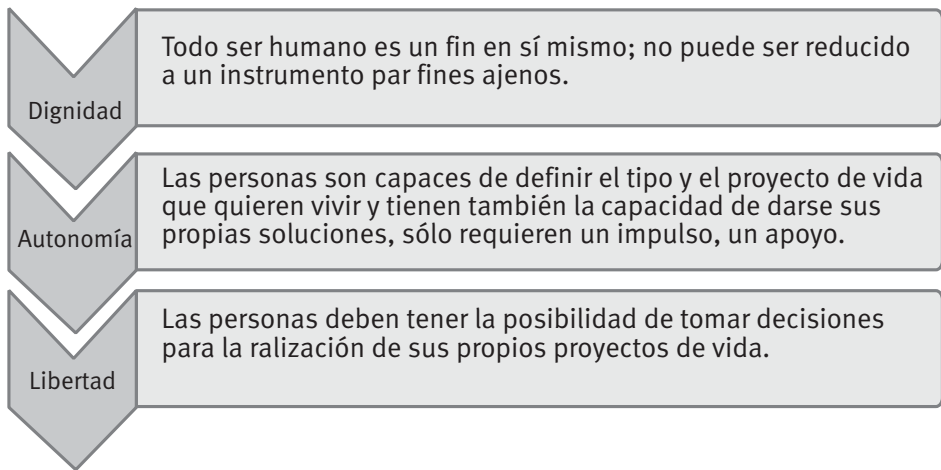 Dignidad
Todo ser humano es un fin en sí mismo; no puede ser reducido
a un instrumento par fines ajenos.
Autonomía
Las personas son capaces de definir el tipo y el proyecto de vida
que quieren vivir y tienen también la capacidad de darse sus
propias soluciones, sólo requieren un impulso, un apoyo.
Libertad
Las personas deben tener la posibilidad de tomar decisiones
para la ralización de sus propios proyectos de vida.